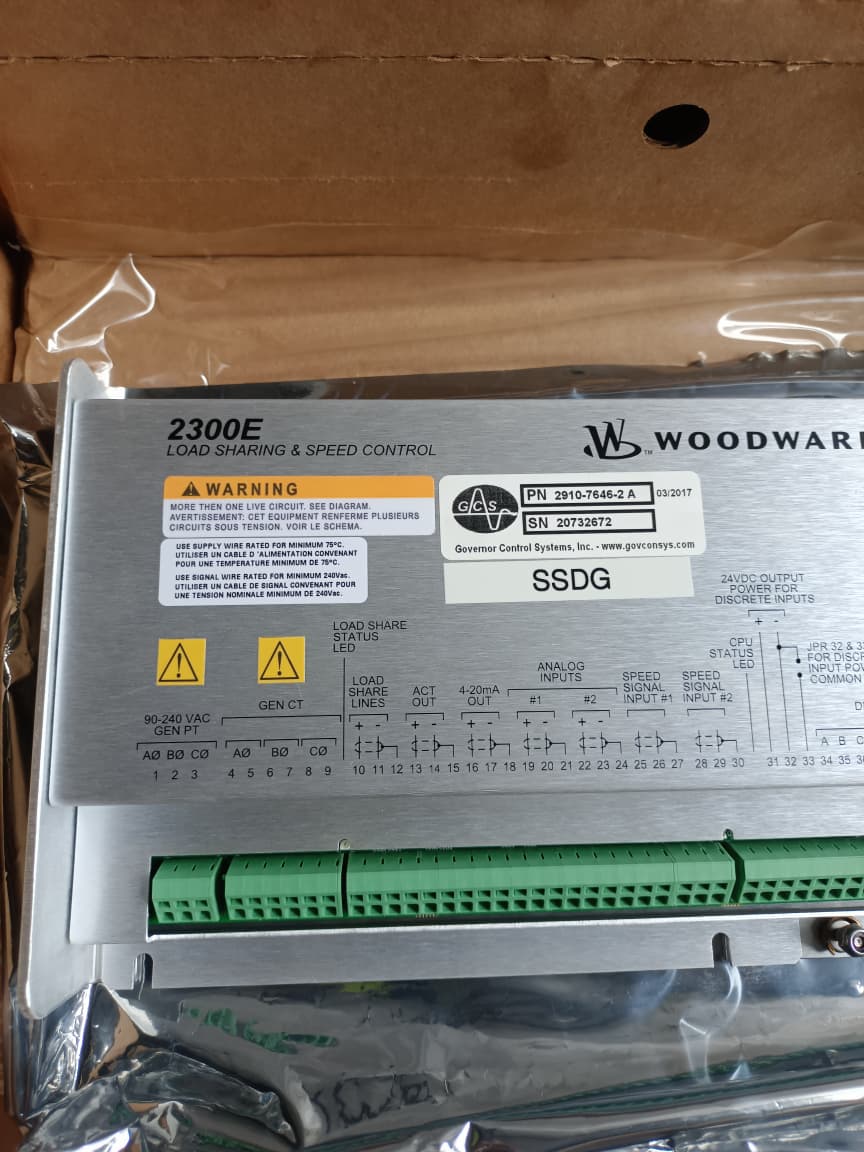 2300E
LOAD SHARING & SPEED CONTROL
WOODWARD
WARNING
MORE THEN ONE LIVE CIRCUIT. SEE DIAGRAM.
AVERTISSEMENT: CET EQUIPMENT RENFERME PLUSIEURS
CIRCUITS SOUS TENSION. VOIR LE SCHEMA.
GCS
PN 2910-7646-2 A 03/2017
SN 20732672
Governor Control Systems, Inc. - www.govconsys.com
USE SUPPLY WIRE RATED FOR MINIMUM 75ºC.
UTILISER UN CABLE D 'ALIMENTATION CONVENANT
POUR UNE TEMPERATURE MINIMUM DE 75ºC.
USE SIGNAL WIRE RATED FOR MINIMUM 240Vac.
UTILISER UN CABLE DE SIGNAL CONVENANT POUR
UNE TENSION NOMINALE MINIMUM DE 240Vac.
SSDG
24VDC OUTPUT
POWER FOR
DISCRETE INPUTS
+ -
LOAD SHARE
STATUS
LED
CPU
STATUS
LED
JPR 32 & 3
FOR DISC
INPUT PO
COMMON
90-240 VAC
GEN PT
GEN CT
LOAD
SHARE
LINES
ACT
OUT
4-20mA
OUT
ANALOG
INPUTS
#1 #2
SPEED
SIGNAL
INPUT #1
SPEED
SIGNAL
INPUT #2
+ - + - + - + - + -
AØ BØ CØ AØ BØ CØ
A B C
1 2 3 4 5 6 7 8 9 10 11 12 13 14 15 16 17 18 19 20 21 22 23 24 25 26 27 28 29 30 31 32 33 34 35